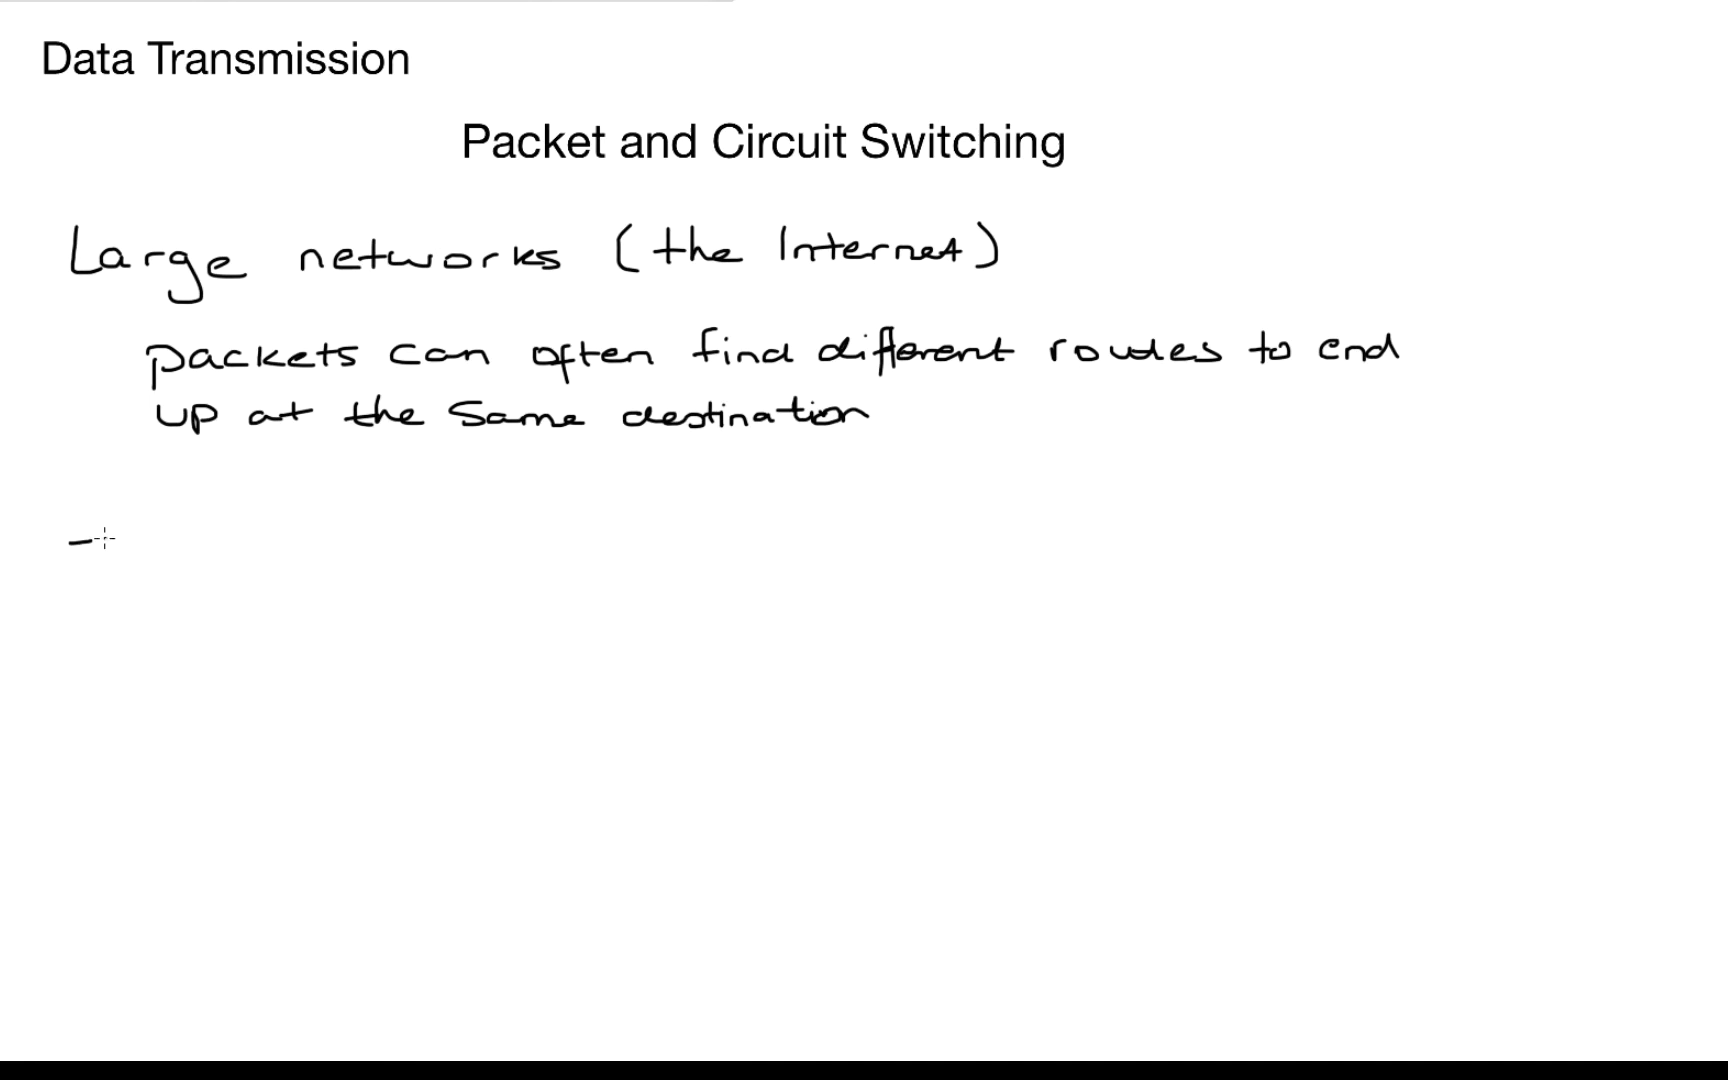 Data Transmission
Packet and Circuit Switching
Large networks (the Internet)
packets can often find different routes to end
up at the same destination